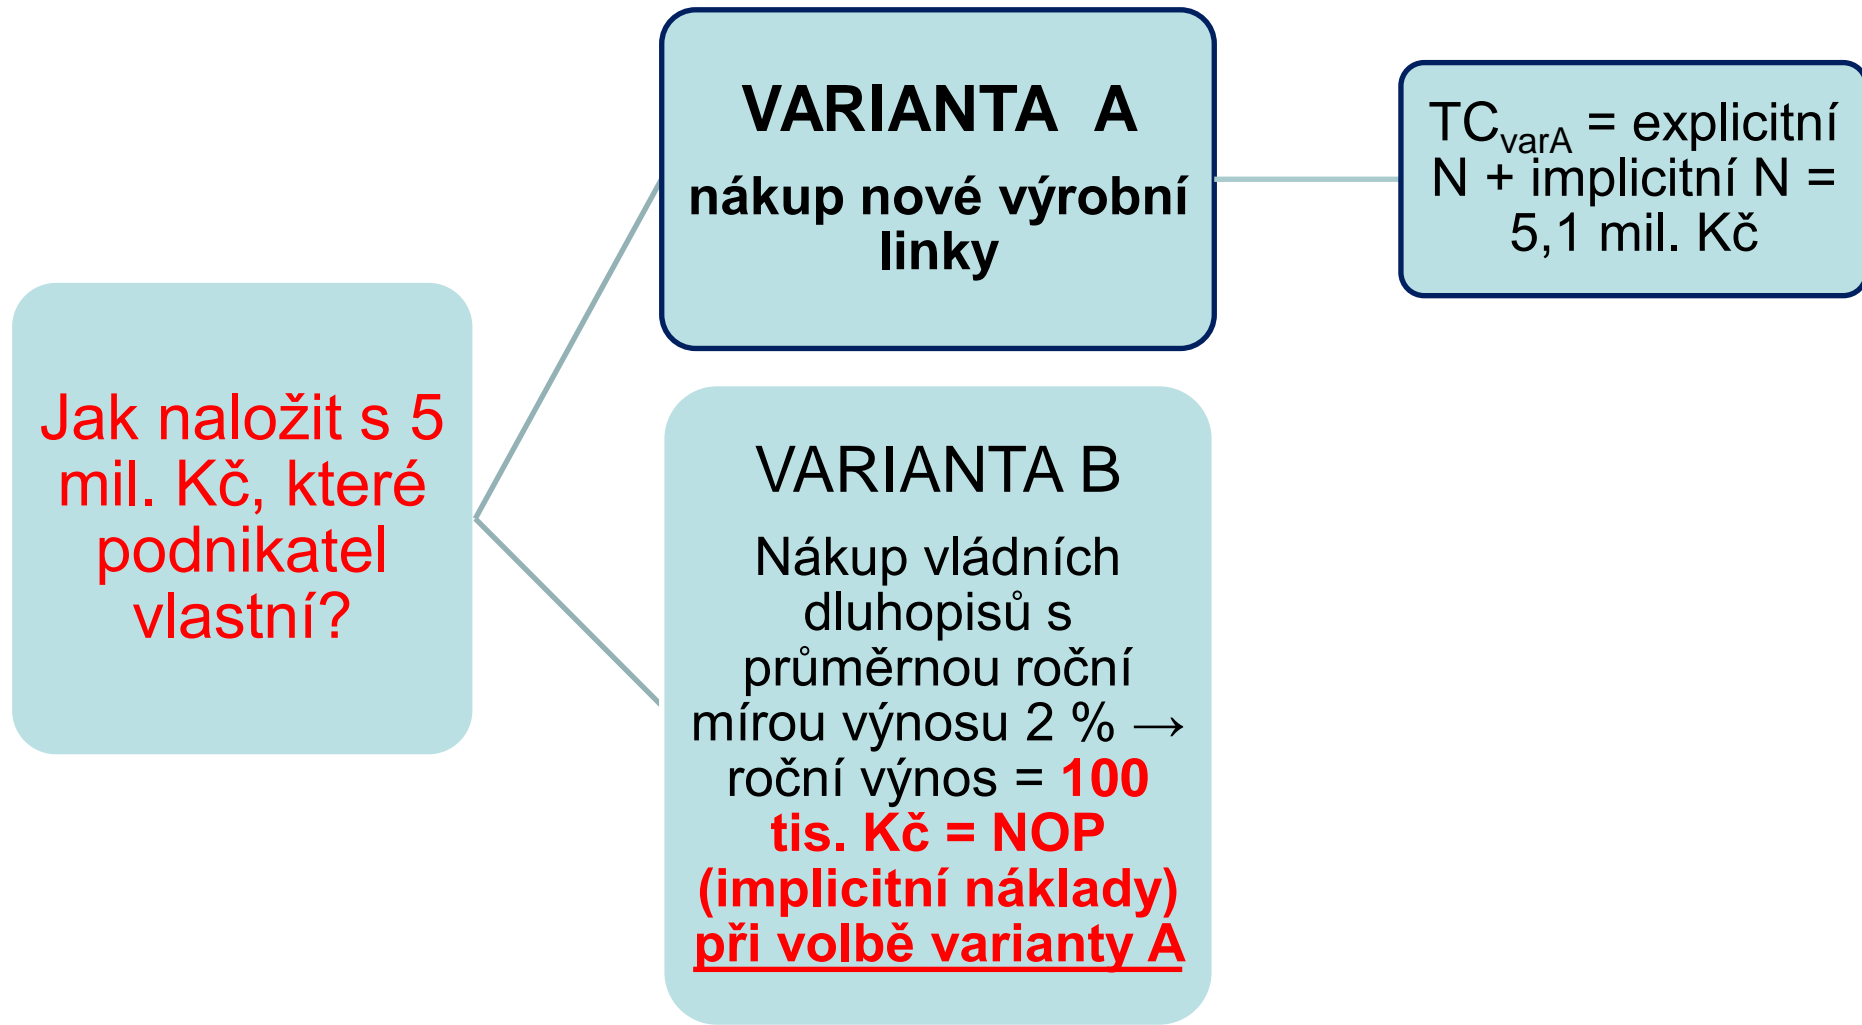 Jak naložit s 5
mil. Kč, které
podnikatel
vlastní?
VARIANTA A
nákup nové výrobní
linky
TCvarA = explicitní
N + implicitní N =
5,1 mil. Kč
VARIANTA B
Nákup vládních
dluhopisů s
průměrnou roční
mírou výnosu 2 % →
roční výnos = 100
tis. Kč = NOP
(implicitní náklady)
při volbě varianty A